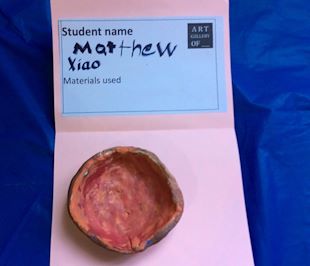 Student name
Matthew
Xiao
Materials used
ART
GALLERY
OF